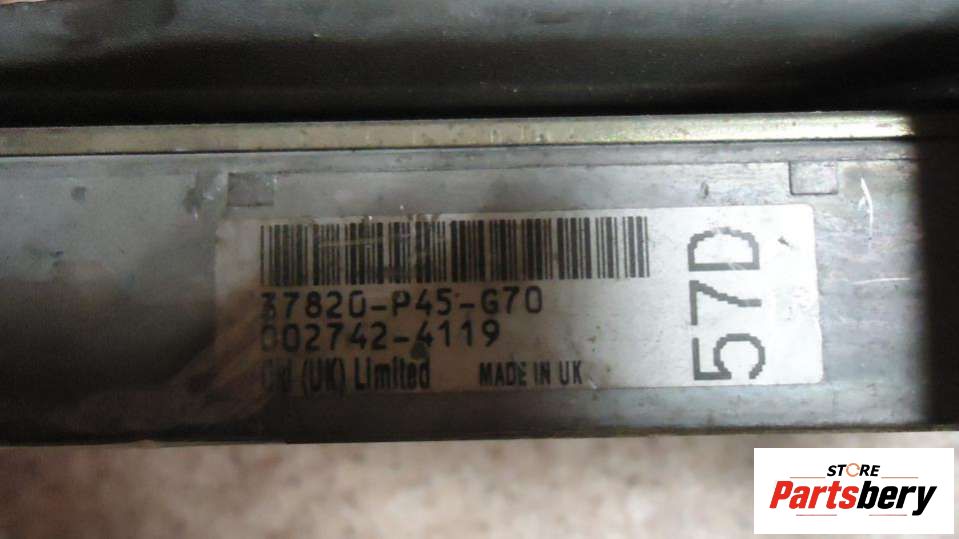 37820-P45-G70
002742-4119
(UK) Limited MADE IN UK
57D
STORE
Partsbery